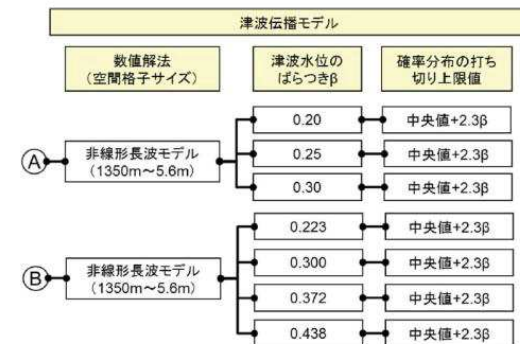 津波伝播モデル
数値解法
(空間格子サイズ)
津波水位の
ばらつきβ
確率分布の打ち
切り上限値
A
非線形長波モデル
(1350m～5.6m)
0.20
中央値+2.3β
0.25
中央値+2.3β
0.30
中央値+2.3β
B
非線形長波モデル
(1350m～5.6m)
0.223
中央値+2.3β
0.300
中央値+2.3β
0.372
中央値+2.3β
0.438
中央値+2.3β